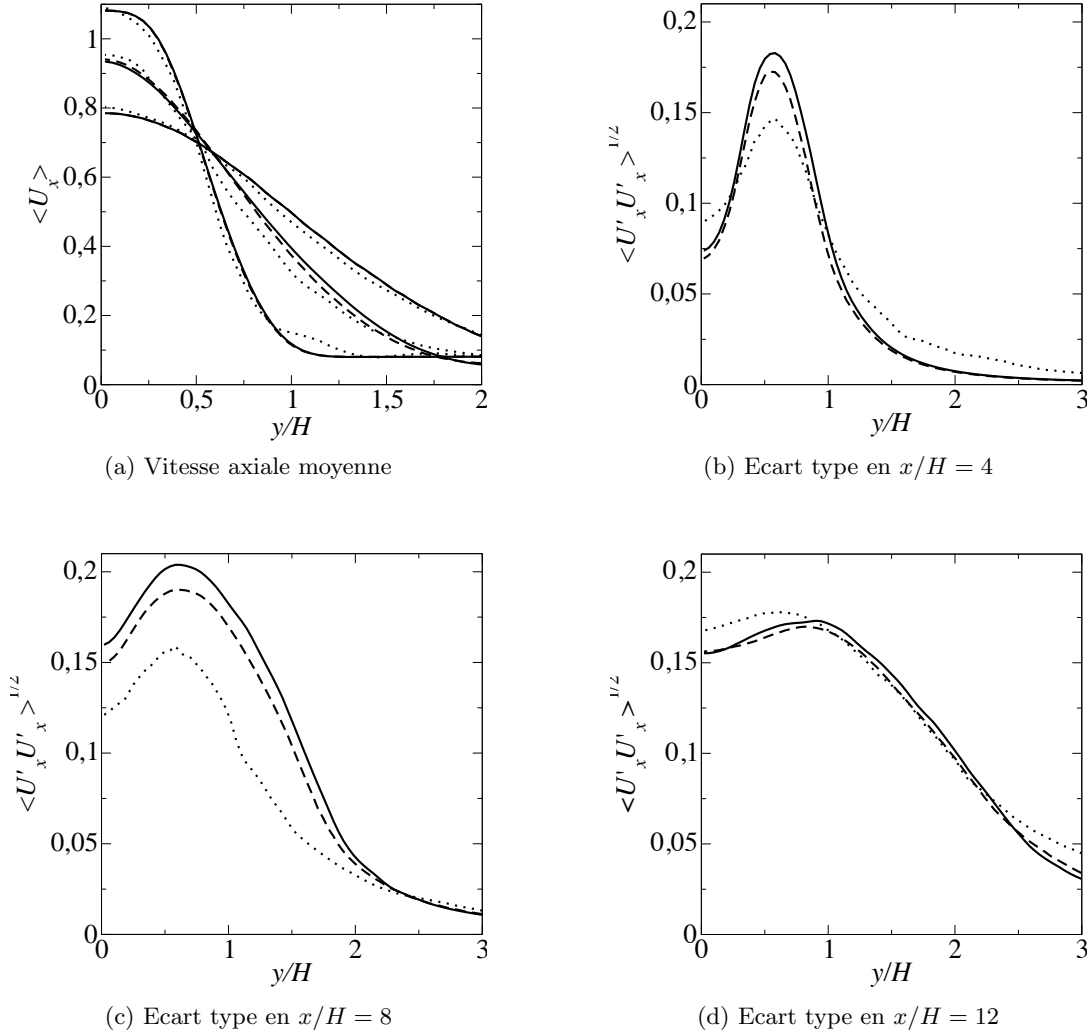 1
0,8
0,6
0,4
0,2
0
<U_x>
0 0,5 1 1,5 2
y/H
(a) Vitesse axiale moyenne
0,2
0,15
0,1
0,05
0
<U'_x U'_x>^1/2
0 1 2 3
y/H
(b) Ecart type en x/H = 4
0,2
0,15
0,1
0,05
0
<U'_x U'_x>^1/2
0 1 2 3
y/H
(c) Ecart type en x/H = 8
0,2
0,15
0,1
0,05
0
<U'_x U'_x>^1/2
0 1 2 3
y/H
(d) Ecart type en x/H = 12